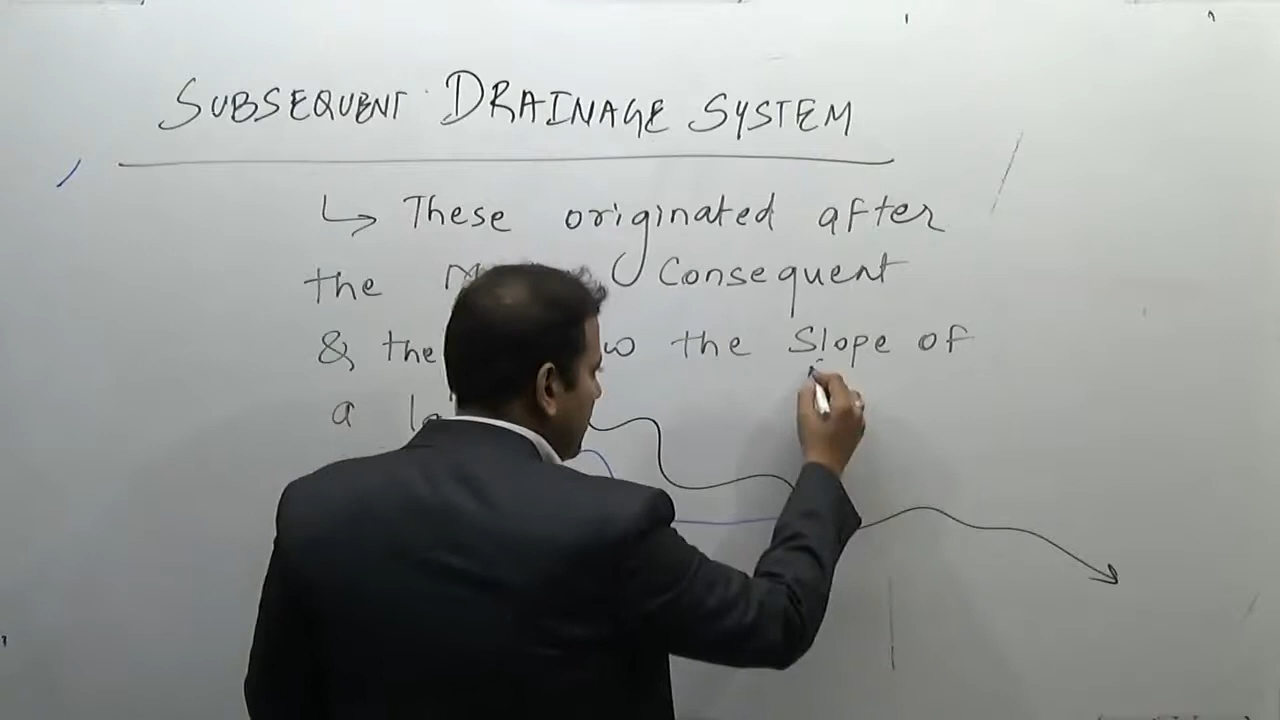 SUBSEQUENT DRAINAGE SYSTEM
↳ These originated after
the Consequent
& the the Slope of
a